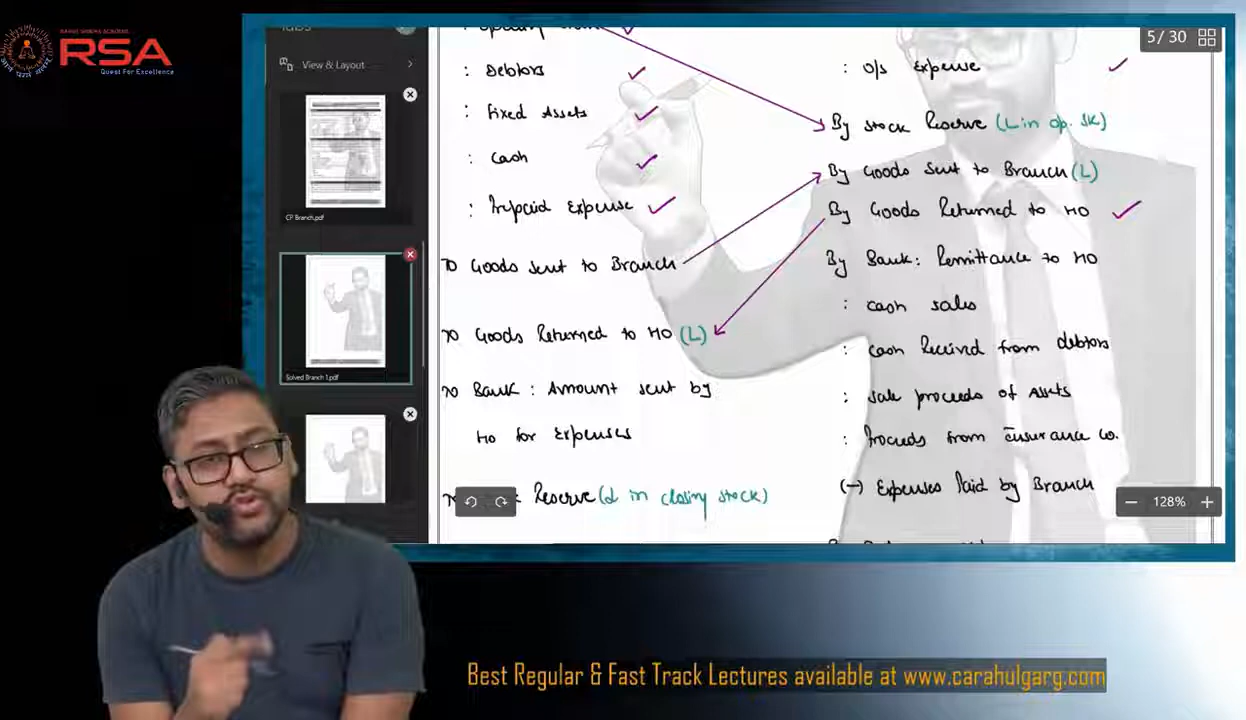 RAHUL SHARMA ACADEMY
RSA
Quest For Excellence
View & Layout
CP Branch.pdf
Solved Branch 1.pdf
5 / 30
: Debtors
: Fixed Assets
: Cash
: Prepaid Expense
To Goods Sent to Branch
To Goods Returned to HO (L)
To Bank : Amount sent by
HO for Expenses
Reserve (L in closing stock)
: O/s Expense
By Stock Reserve (L in op. SK)
By Goods Sent to Branch (L)
By Goods Returned to HO
By Bank: Remittance to HO
: cash sales
: cash Received from debtors
: sale proceeds of Assets
: Proceeds from insurance co.
(-) Expenses Paid by Branch
128%
Best Regular & Fast Track Lectures available at www.carahulgarg.com